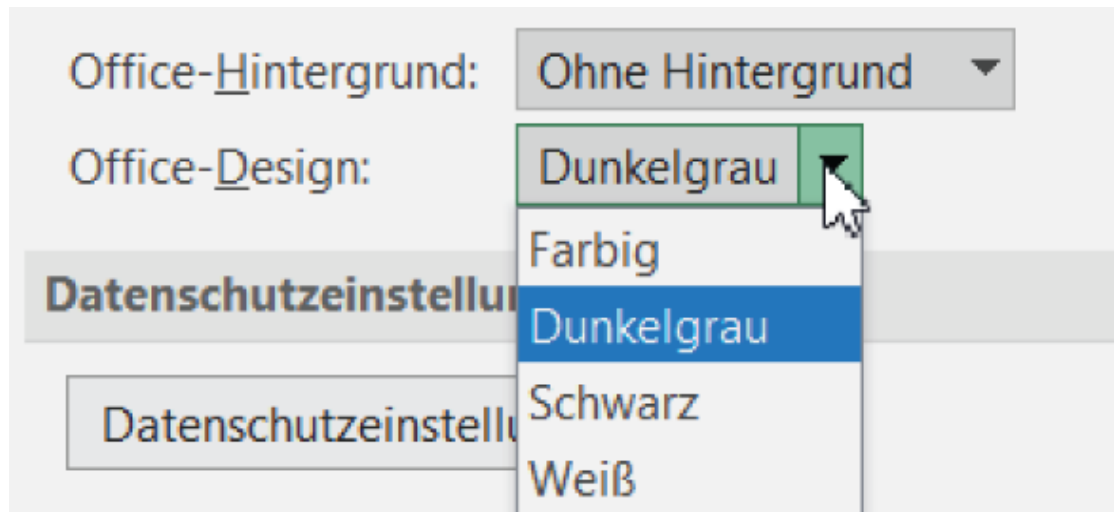 Office-Hintergrund: Ohne Hintergrund
Office-Design: Dunkelgrau
Farbig
Dunkelgrau
Schwarz
Weiß
Datenschutzeinstellu
Datenschutzeinstellu